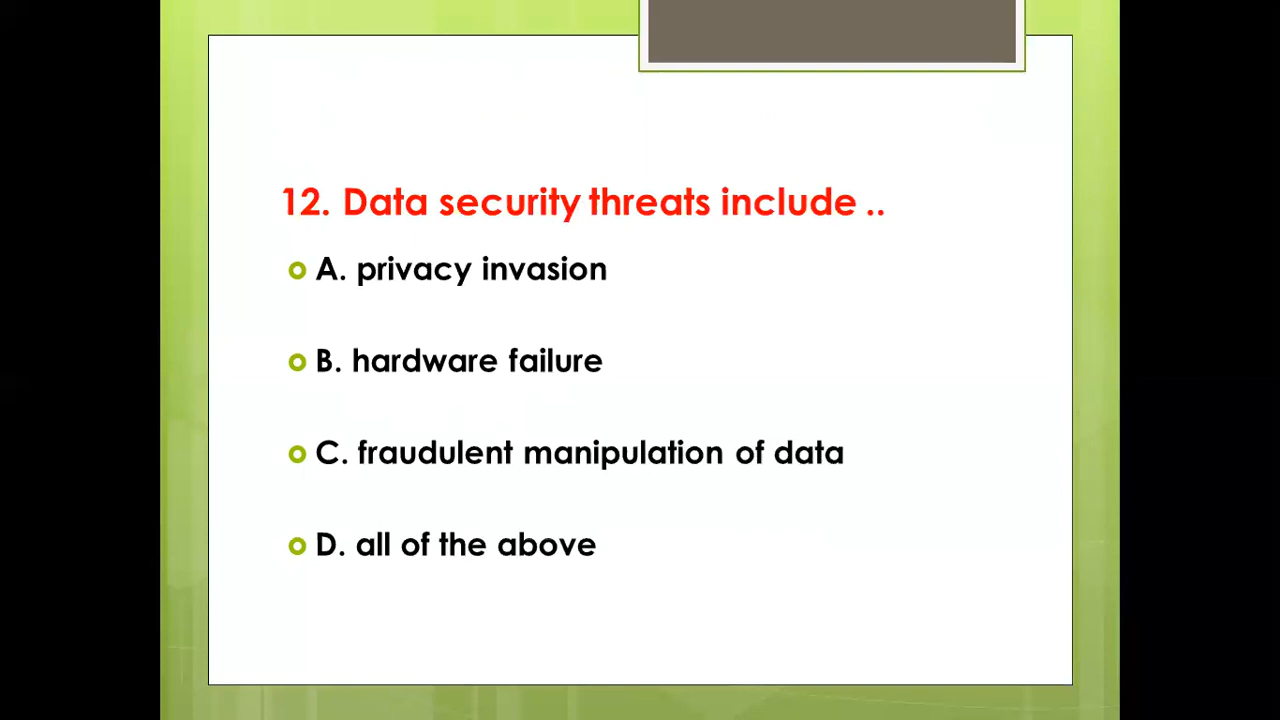 12. Data security threats include ..
A. privacy invasion
B. hardware failure
C. fraudulent manipulation of data
D. all of the above